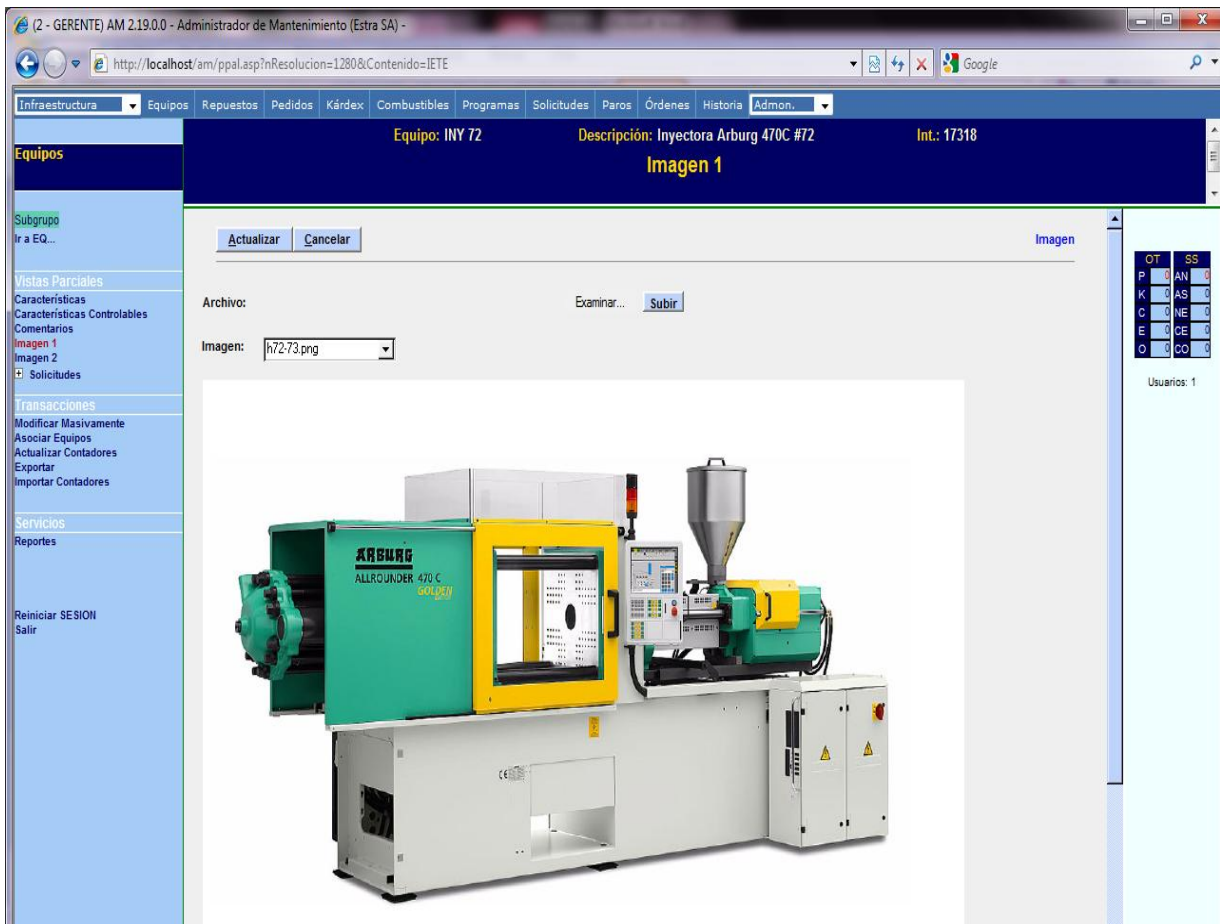 (2 - GERENTE) AM 2.19.0.0 - Administrador de Mantenimiento (Estra SA) -
http://localhost/am/ppal.asp?nResolucion=1280&Contenido=IETE
Google
Infraestructura Equipos Repuestos Pedidos Kárdex Combustibles Programas Solicitudes Paros Órdenes Historia Admon.
Equipo: INY 72 Descripción: Inyectora Arburg 470C #72 Int.: 17318
Equipos
Imagen 1
Subgrupo
Ir a EQ...
Actualizar Cancelar
Imagen
Vistas Parciales
Características
Características Controlables
Comentarios
Imagen 1
Imagen 2
Solicitudes
Archivo: Examinar... Subir
Imagen: h72-73.png
OT SS
P 0 AN 0
K 0 AS 0
C 0 NE 0
E 0 CE 0
O 0 CO 0
Usuarios: 1
Transacciones
Modificar Masivamente
Asociar Equipos
Actualizar Contadores
Exportar
Importar Contadores
Servicios
Reportes
Reiniciar SESION
Salir
ARBURG
ALLROUNDER 470 C
GOLDEN
CE